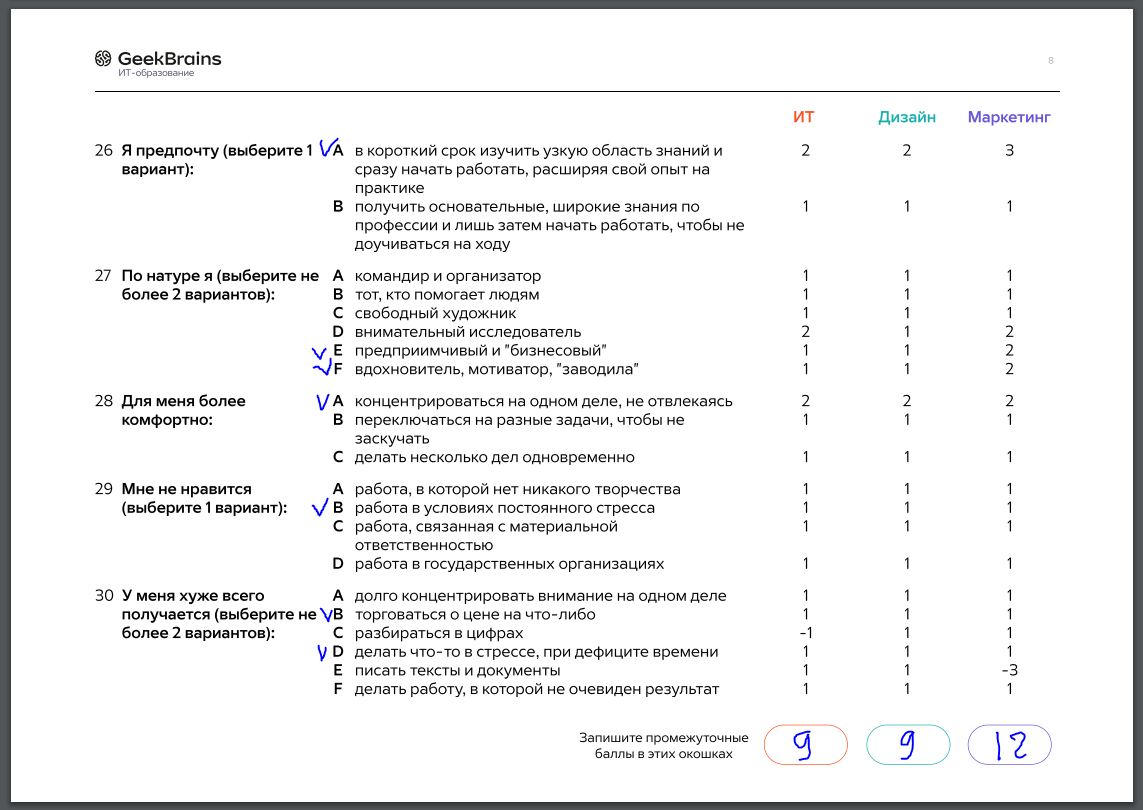 GeekBrains
ИТ-образование
8
ИТ Дизайн Маркетинг
26 Я предпочту (выберите 1 A в короткий срок изучить узкую область знаний и 2 2 3
вариант): сразу начать работать, расширяя свой опыт на
практике
B получить основательные, широкие знания по 1 1 1
профессии и лишь затем начать работать, чтобы не
доучиваться на ходу
27 По натуре я (выберите не A командир и организатор 1 1 1
более 2 вариантов): B тот, кто помогает людям 1 1 1
C свободный художник 1 1 1
D внимательный исследователь 2 1 2
E предприимчивый и "бизнесовый" 1 1 2
F вдохновитель, мотиватор, "заводила" 1 1 2
28 Для меня более A концентрироваться на одном деле, не отвлекаясь 2 2 2
комфортно: B переключаться на разные задачи, чтобы не 1 1 1
заскучать
C делать несколько дел одновременно 1 1 1
29 Мне не нравится A работа, в которой нет никакого творчества 1 1 1
(выберите 1 вариант): B работа в условиях постоянного стресса 1 1 1
C работа, связанная с материальной 1 1 1
ответственностью
D работа в государственных организациях 1 1 1
30 У меня хуже всего A долго концентрировать внимание на одном деле 1 1 1
получается (выберите не B торговаться о цене на что-либо 1 1 1
более 2 вариантов): C разбираться в цифрах -1 1 1
D делать что-то в стрессе, при дефиците времени 1 1 1
E писать тексты и документы 1 1 -3
F делать работу, в которой не очевиден результат 1 1 1
Запишите промежуточные
баллы в этих окошках 9 9 12